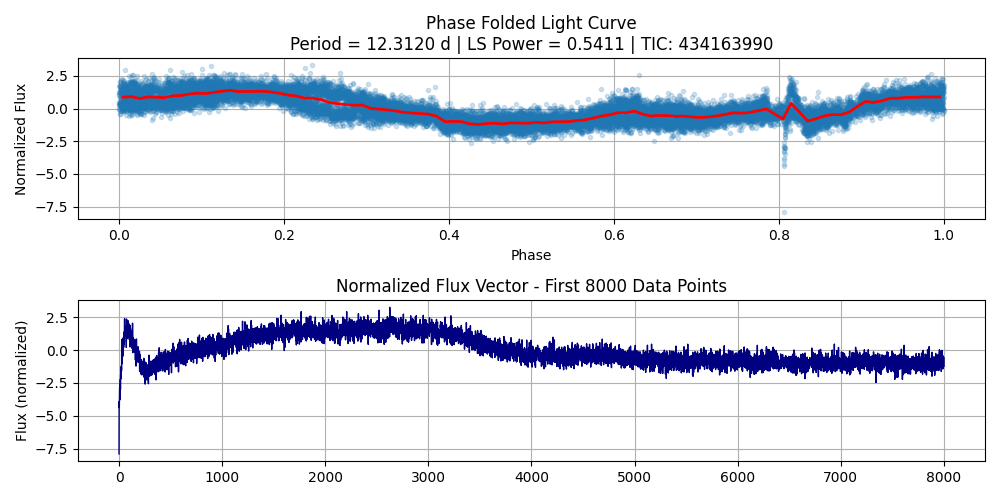 Phase Folded Light Curve
Period = 12.3120 d | LS Power = 0.5411 | TIC: 434163990
Normalized Flux
2.5
0.0
−2.5
−5.0
−7.5
0.0 0.2 0.4 0.6 0.8 1.0
Phase
Normalized Flux Vector - First 8000 Data Points
Flux (normalized)
2.5
0.0
−2.5
−5.0
−7.5
0 1000 2000 3000 4000 5000 6000 7000 8000